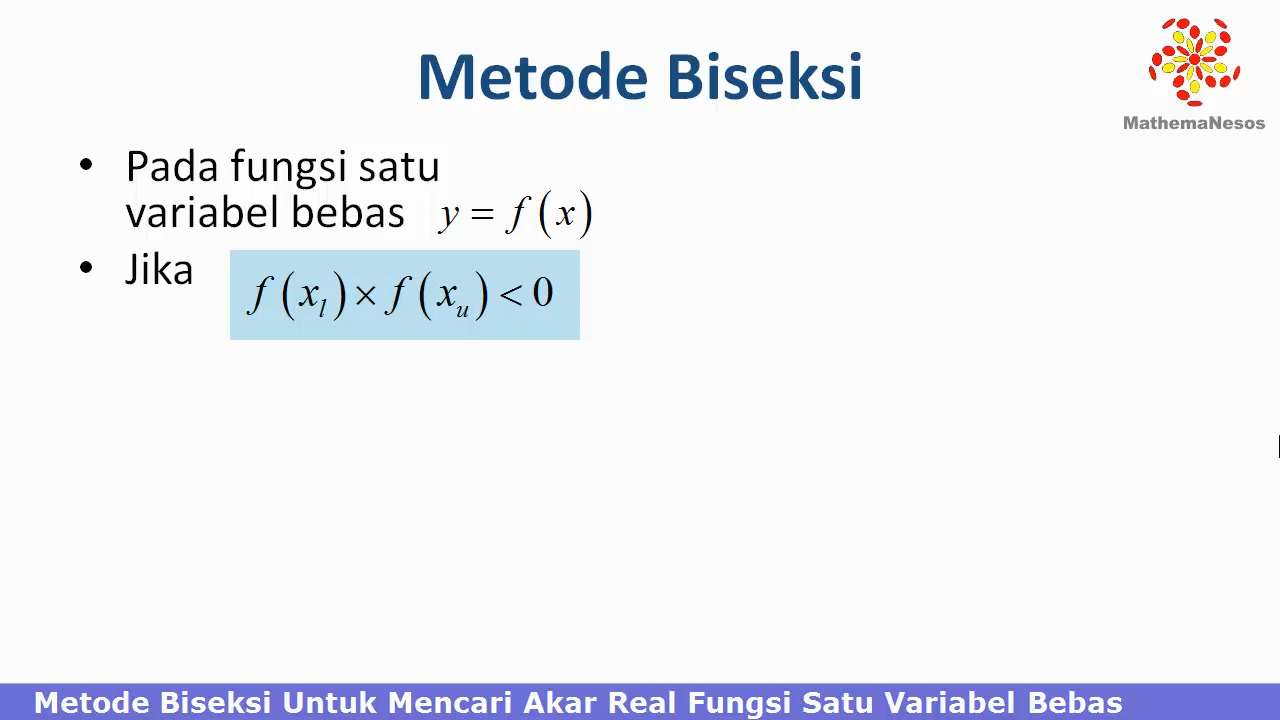 Metode Biseksi
MathemaNesos
• Pada fungsi satu
variabel bebas y = f(x)
• Jika f(x_l) × f(x_u) < 0
Metode Biseksi Untuk Mencari Akar Real Fungsi Satu Variabel Bebas